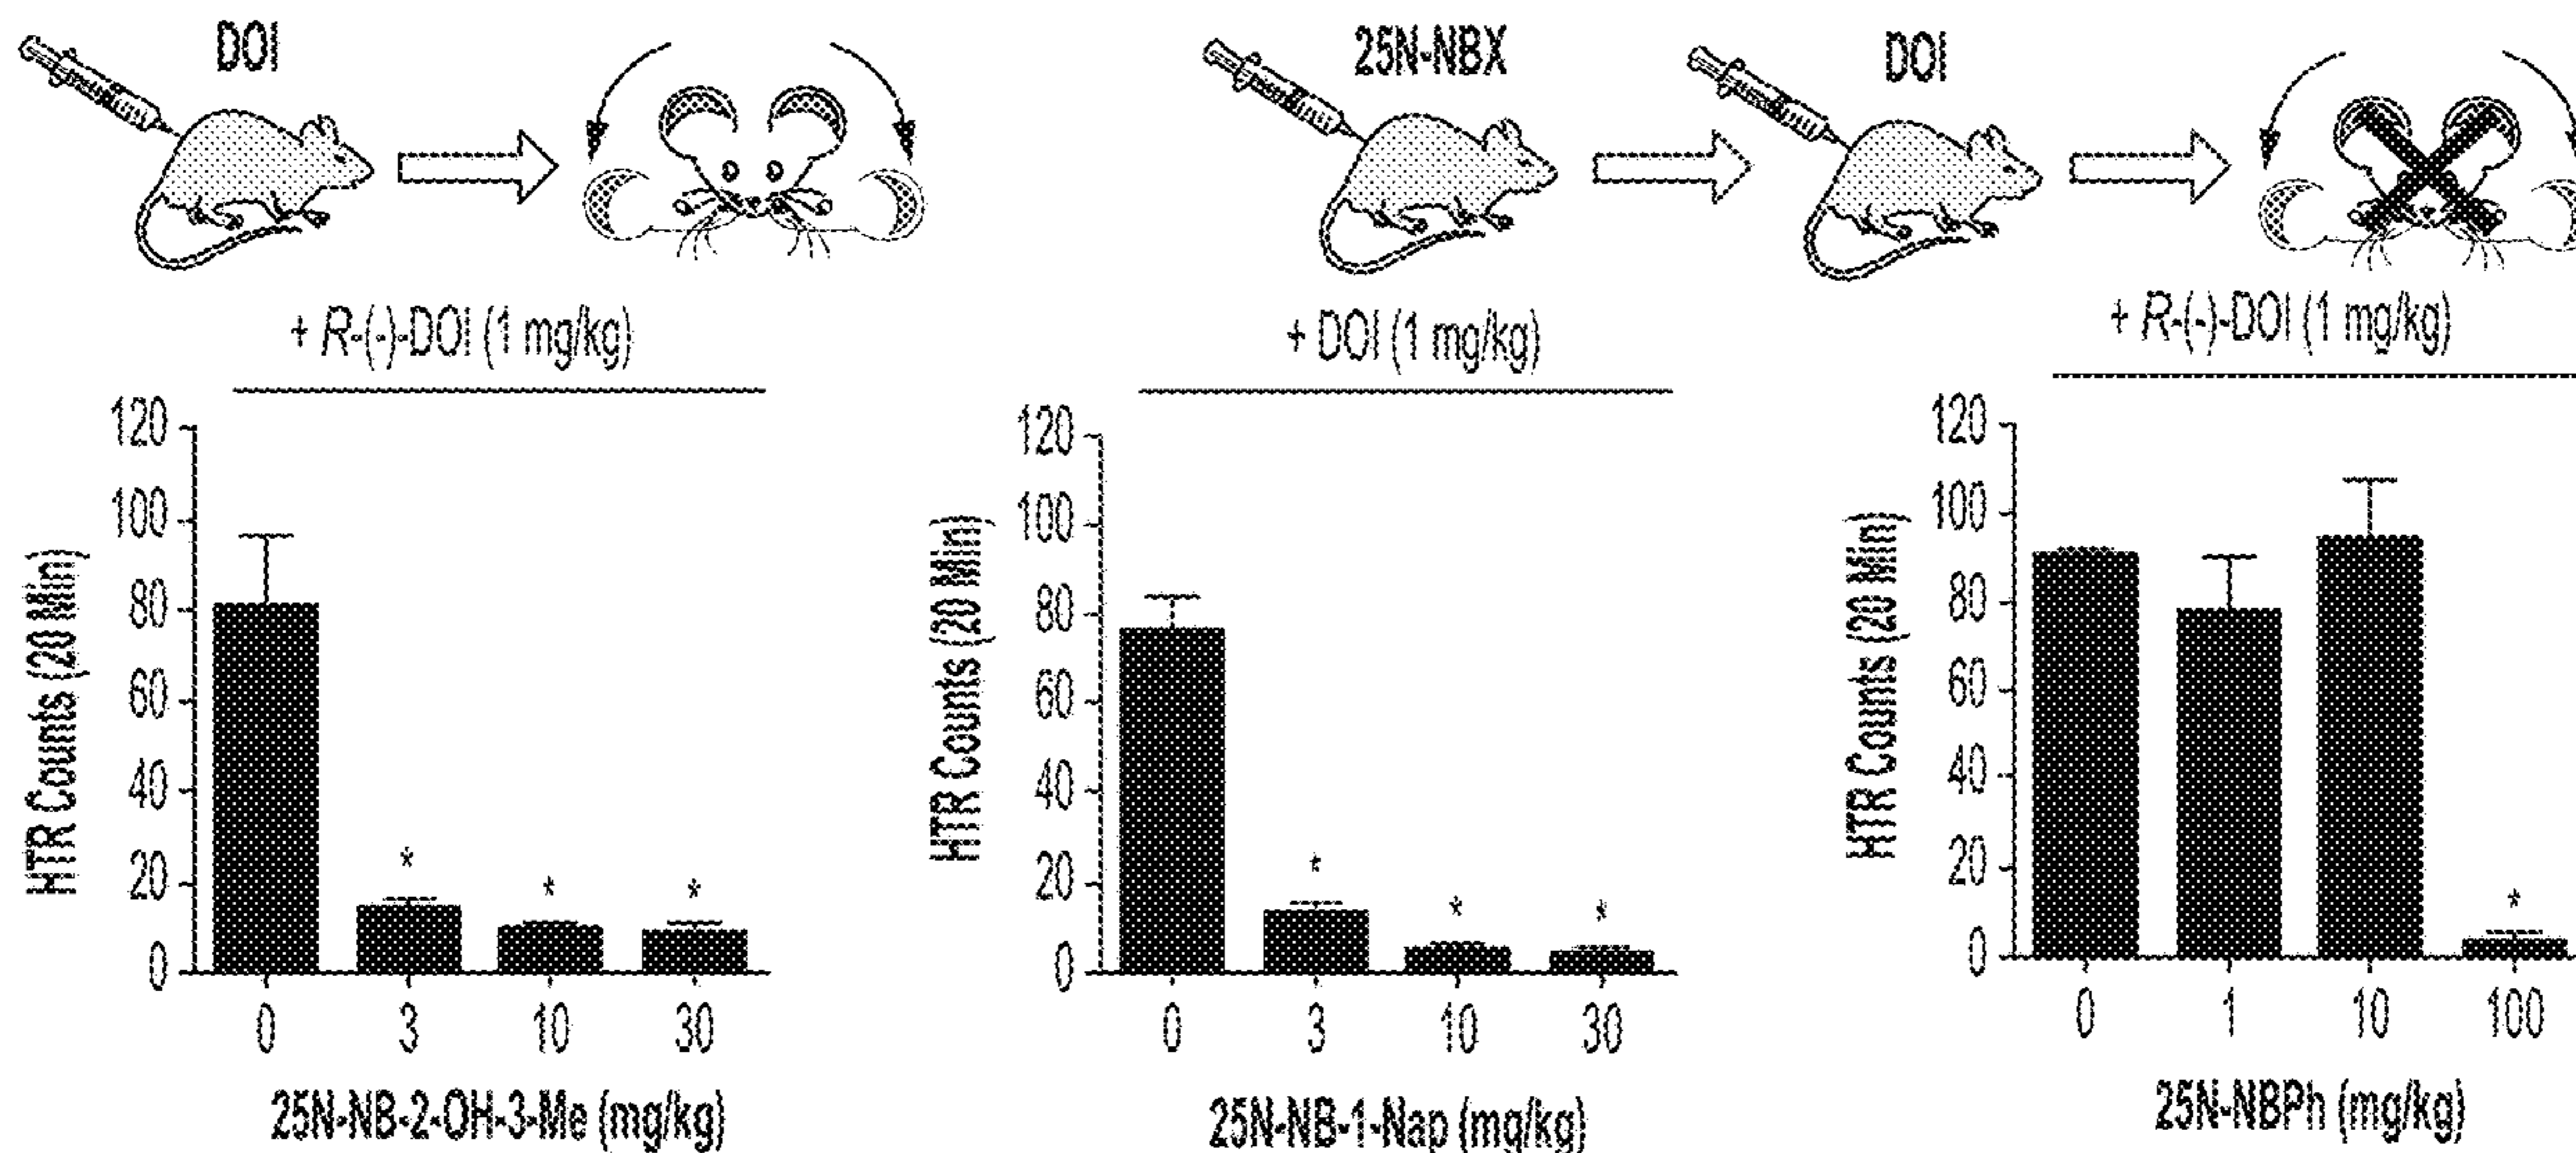 DOI
25N-NBX
DOI
+ R-(-)-DOI (1 mg/kg)
HTR Counts (20 Min)
120
100
80
60
40
20
0
*
*
*
0 3 10 30
25N-NB-2-OH-3-Me (mg/kg)
+ DOI (1 mg/kg)
HTR Counts (20 Min)
120
100
80
60
40
20
0
*
*
*
0 3 10 30
25N-NB-1-Nap (mg/kg)
+ R-(-)-DOI (1 mg/kg)
HTR Counts (20 Min)
120
100
80
60
40
20
0
*
0 1 10 100
25N-NBPh (mg/kg)